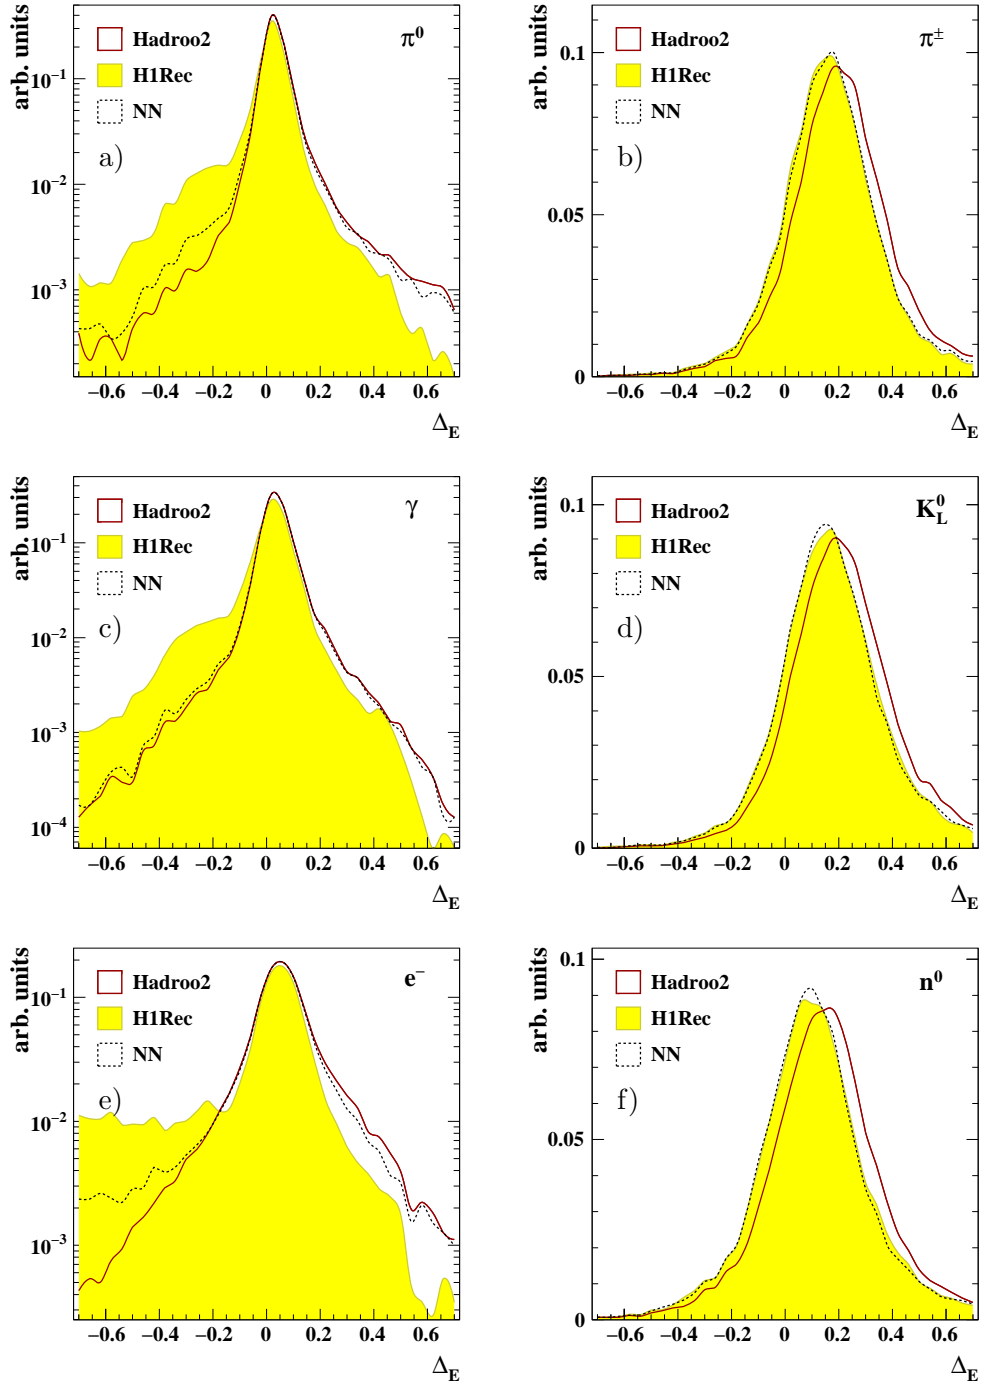 arb. units
Hadroo2
H1Rec
NN
π⁰
a)
10⁻¹
10⁻²
10⁻³
−0.6 −0.4 −0.2 0 0.2 0.4 0.6
Δ_E
arb. units
Hadroo2
H1Rec
NN
π±
b)
0.1
0.05
0
−0.6 −0.4 −0.2 0 0.2 0.4 0.6
Δ_E
arb. units
Hadroo2
H1Rec
NN
γ
c)
10⁻¹
10⁻²
10⁻³
10⁻⁴
−0.6 −0.4 −0.2 0 0.2 0.4 0.6
Δ_E
arb. units
Hadroo2
H1Rec
NN
K⁰_L
d)
0.1
0.05
0
−0.6 −0.4 −0.2 0 0.2 0.4 0.6
Δ_E
arb. units
Hadroo2
H1Rec
NN
e⁻
e)
10⁻¹
10⁻²
10⁻³
−0.6 −0.4 −0.2 0 0.2 0.4 0.6
Δ_E
arb. units
Hadroo2
H1Rec
NN
n⁰
f)
0.1
0.05
0
−0.6 −0.4 −0.2 0 0.2 0.4 0.6
Δ_E